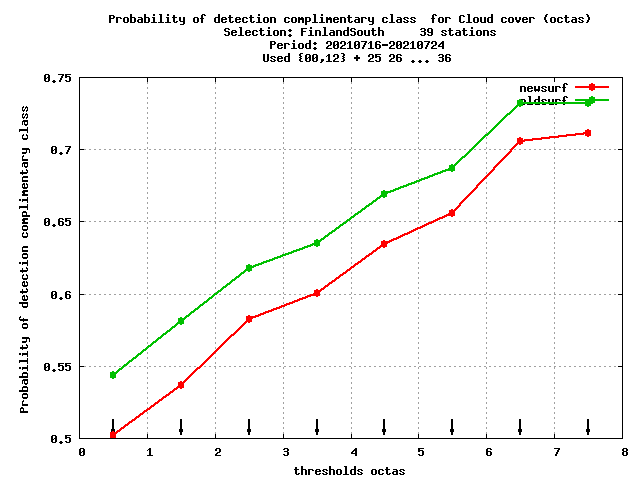 Probability of detection complimentary class for Cloud cover (octas)
Selection: FinlandSouth 39 stations
Period: 20210716-20210724
Used {00,12} + 25 26 ... 36
newsurf
oldsurf
Probability of detection complimentary class
0.75
0.7
0.65
0.6
0.55
0.5
0 1 2 3 4 5 6 7 8
thresholds octas